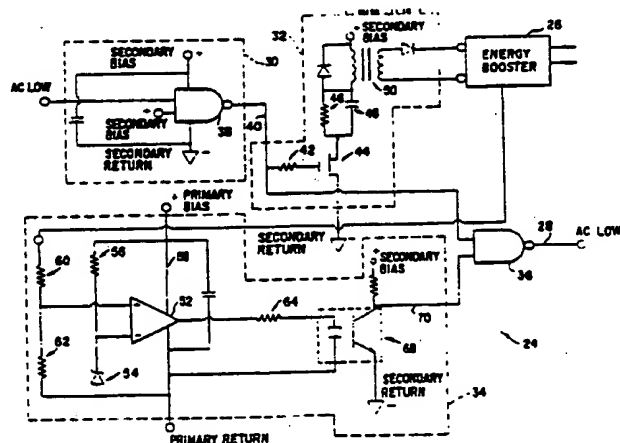 SECONDARY BIAS
+
32
SECONDARY BIAS
+
26
ENERGY BOOSTER
30
AC LOW
SECONDARY BIAS
+
38
40
SECONDARY RETURN
-
46
50
42
44
+ PRIMARY BIAS
SECONDARY RETURN
SECONDARY BIAS
+
28
AC LOW
36
60
56
58
52
64
70
62
54
68
24
SECONDARY RETURN
-
34
PRIMARY RETURN